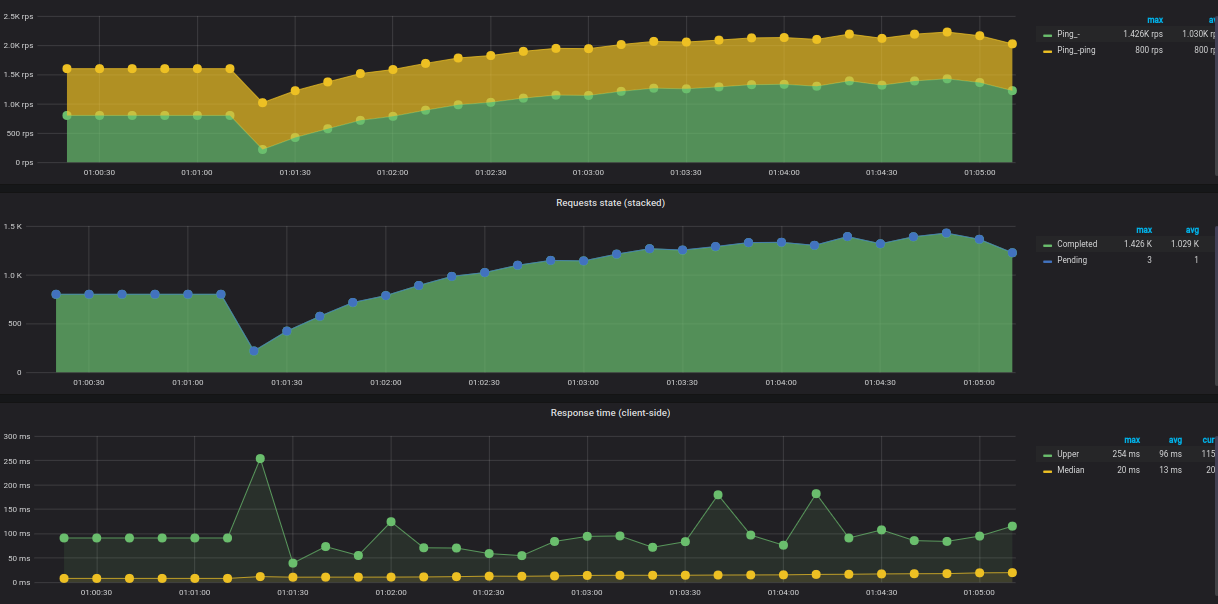 2.5K rps
2.0K rps
1.5K rps
1.0K rps
500 rps
0 rps
01:00:30 01:01:00 01:01:30 01:02:00 01:02:30 01:03:00 01:03:30 01:04:00 01:04:30 01:05:00
max
Ping_- 1.426K rps 1.030K
Ping_-ping 800 rps 800
Requests state (stacked)
1.5 K
1.0 K
500
0
01:00:30 01:01:00 01:01:30 01:02:00 01:02:30 01:03:00 01:03:30 01:04:00 01:04:30 01:05:00
max avg
Completed 1.426 K 1.029 K
Pending 3 1
Response time (client-side)
300 ms
250 ms
200 ms
150 ms
100 ms
50 ms
0 ms
01:00:30 01:01:00 01:01:30 01:02:00 01:02:30 01:03:00 01:03:30 01:04:00 01:04:30 01:05:00
max avg cur
Upper 254 ms 96 ms 115
Median 20 ms 13 ms 20